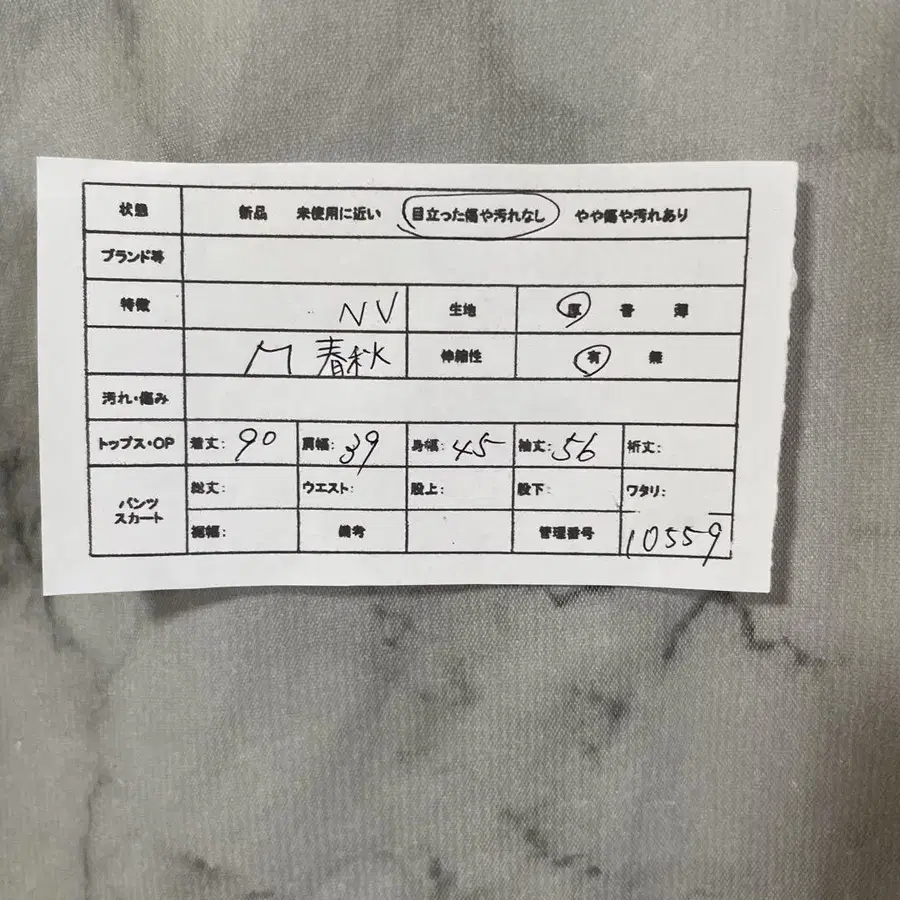 状態 新品 未使用に近い 目立った傷や汚れなし やや傷や汚れあり
ブランド等
特徴 NV 生地 厚 普 薄
M 春秋 伸縮性 有 無
汚れ・傷み
トップス・OP 着丈: 90 肩幅: 39 身幅: 45 袖丈: 56 裄丈:
パンツ スカート 総丈: ウエスト: 股上: 股下: ワタリ:
裾幅: 備考 管理番号 10559